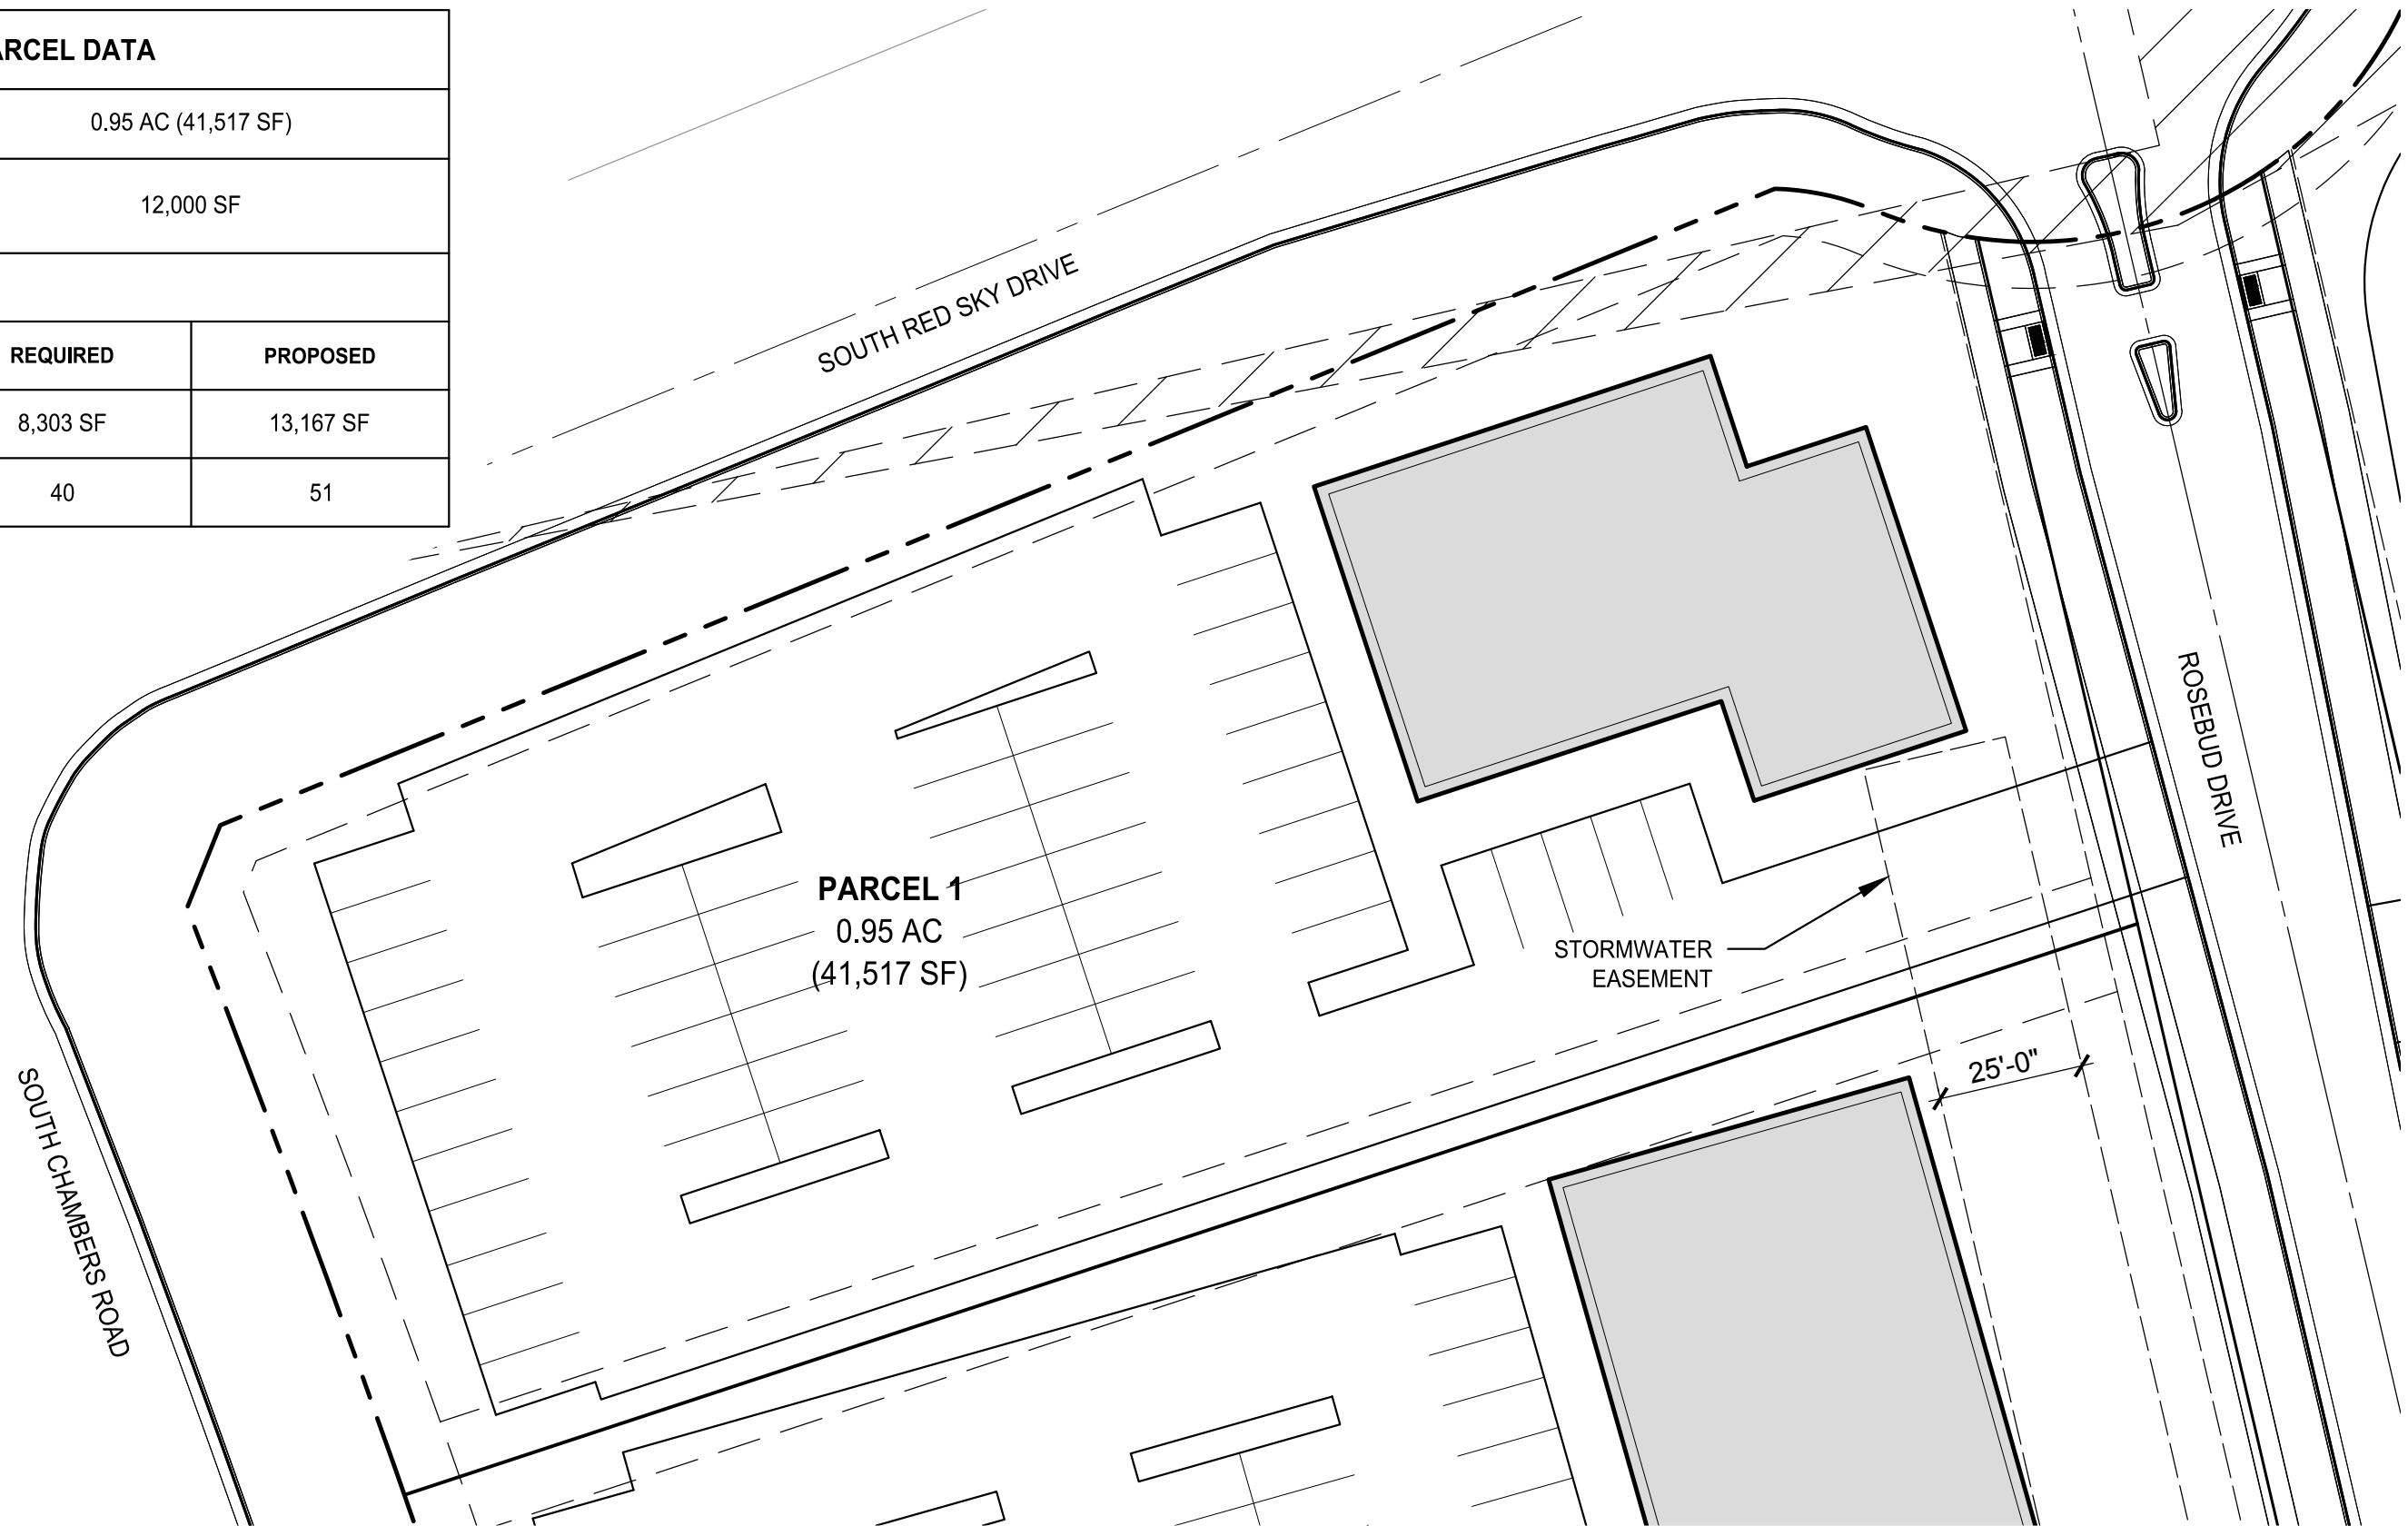 PARCEL DATA
0.95 AC (41,517 SF)
12,000 SF
REQUIRED PROPOSED
8,303 SF 13,167 SF
40 51
SOUTH RED SKY DRIVE
ROSEBUD DRIVE
PARCEL 1
0.95 AC
(41,517 SF)
STORMWATER
EASEMENT
25'-0"
SOUTH CHAMBERS ROAD